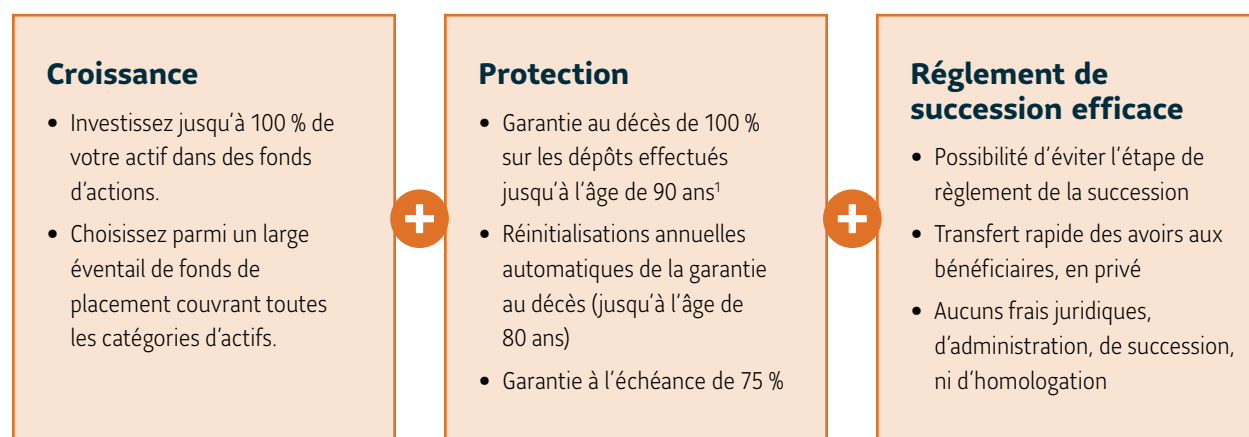 Croissance
• Investissez jusqu'à 100 % de
votre actif dans des fonds
d'actions.
• Choisissez parmi un large
éventail de fonds de
placement couvrant toutes
les catégories d'actifs.
Protection
• Garantie au décès de 100 %
sur les dépôts effectués
jusqu'à l'âge de 90 ans¹
• Réinitialisations annuelles
automatiques de la garantie
au décès (jusqu'à l'âge de
80 ans)
• Garantie à l'échéance de 75 %
Réglement de
succession efficace
• Possibilité d'éviter l'étape de
règlement de la succession
• Transfert rapide des avoirs aux
bénéficiaires, en privé
• Aucuns frais juridiques,
d'administration, de succession,
ni d'homologation